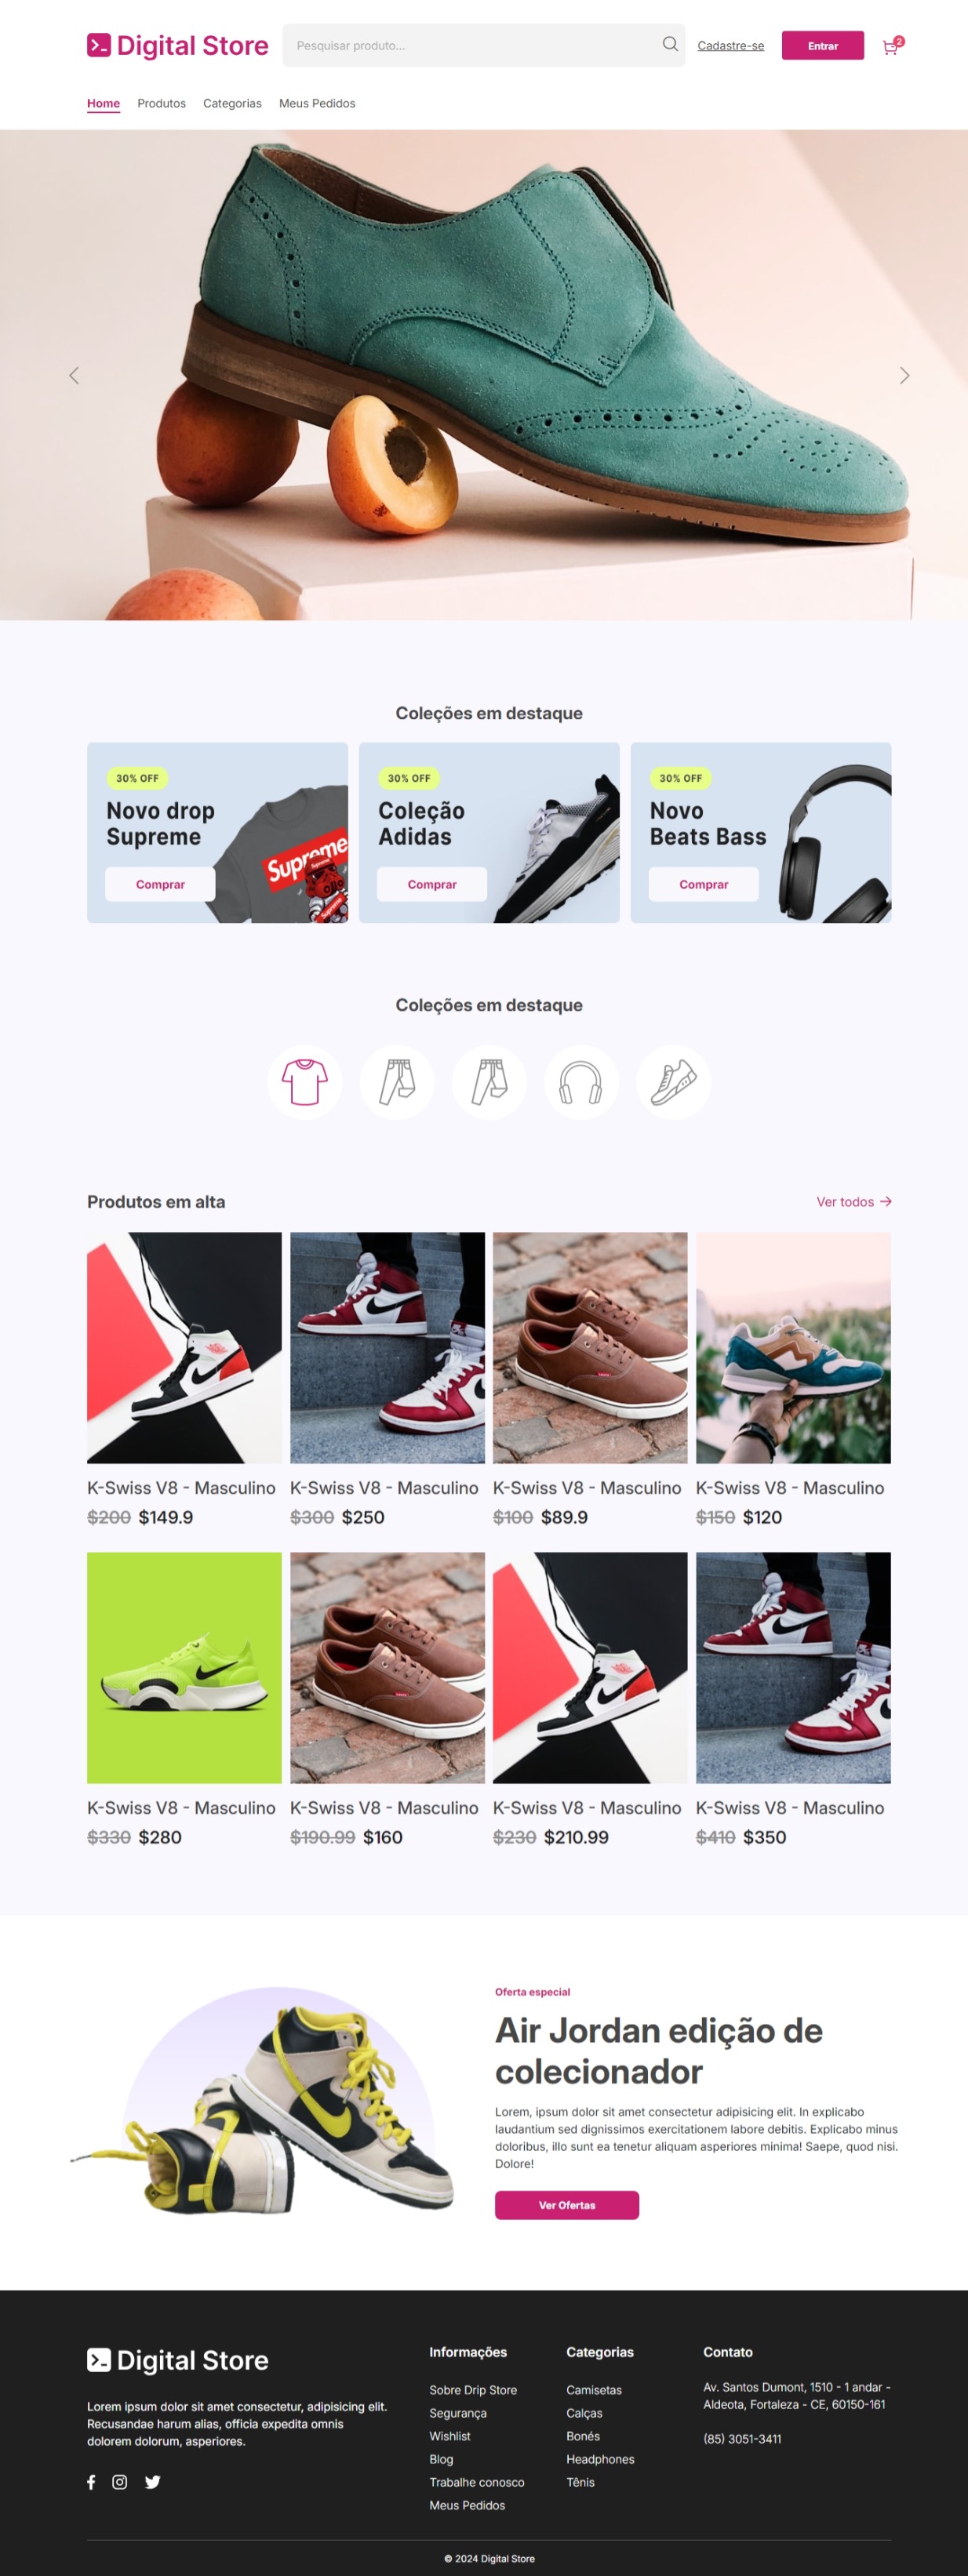 Digital Store
Pesquisar produto...
Cadastre-se
Entrar
2
Home
Produtos
Categorias
Meus Pedidos
Coleções em destaque
30% OFF
Novo drop
Supreme
Comprar
Supreme
30% OFF
Coleção
Adidas
Comprar
30% OFF
Novo
Beats Bass
Comprar
Coleções em destaque
Produtos em alta
Ver todos →
K-Swiss V8 - Masculino
$200 $149.9
K-Swiss V8 - Masculino
$300 $250
K-Swiss V8 - Masculino
$100 $89.9
K-Swiss V8 - Masculino
$150 $120
K-Swiss V8 - Masculino
$330 $280
K-Swiss V8 - Masculino
$190.99 $160
K-Swiss V8 - Masculino
$230 $210.99
K-Swiss V8 - Masculino
$410 $350
Oferta especial
Air Jordan edição de
colecionador
Lorem, ipsum dolor sit amet consectetur adipisicing elit. In explicabo
laudantium sed dignissimos exercitationem labore debitis. Explicabo minus
doloribus, illo sunt ea tenetur aliquam asperiores minima! Saepe, quod nisi.
Dolore!
Ver Ofertas
Digital Store
Lorem ipsum dolor sit amet consectetur, adipisicing elit.
Recusandae harum alias, officia expedita omnis
dolorem dolorum, asperiores.
Informações
Sobre Drip Store
Segurança
Wishlist
Blog
Trabalhe conosco
Meus Pedidos
Categorias
Camisetas
Calças
Bonés
Headphones
Tênis
Contato
Av. Santos Dumont, 1510 - 1 andar -
Aldeota, Fortaleza - CE, 60150-161
(85) 3051-3411
© 2024 Digital Store